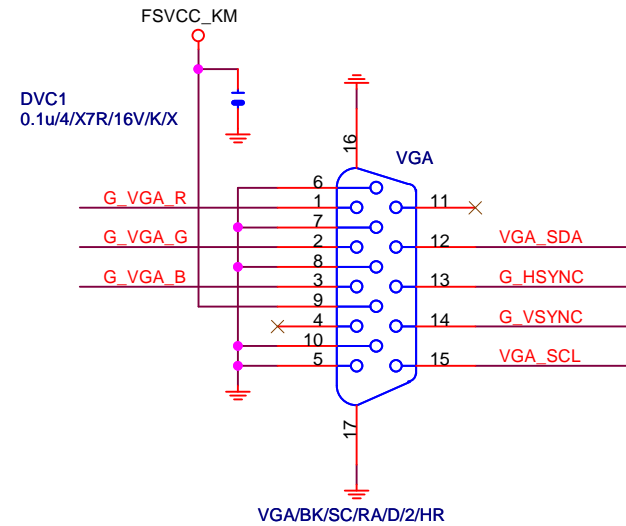 FSVCC_KM
DVC1
0.1u/4/X7R/16V/K/X
16
VGA
6
G_VGA_R
1
11
7
G_VGA_G
2
12
VGA_SDA
8
G_VGA_B
3
13
G_HSYNC
9
4
14
G_VSYNC
10
5
15
VGA_SCL
17
VGA/BK/SC/RA/D/2/HR